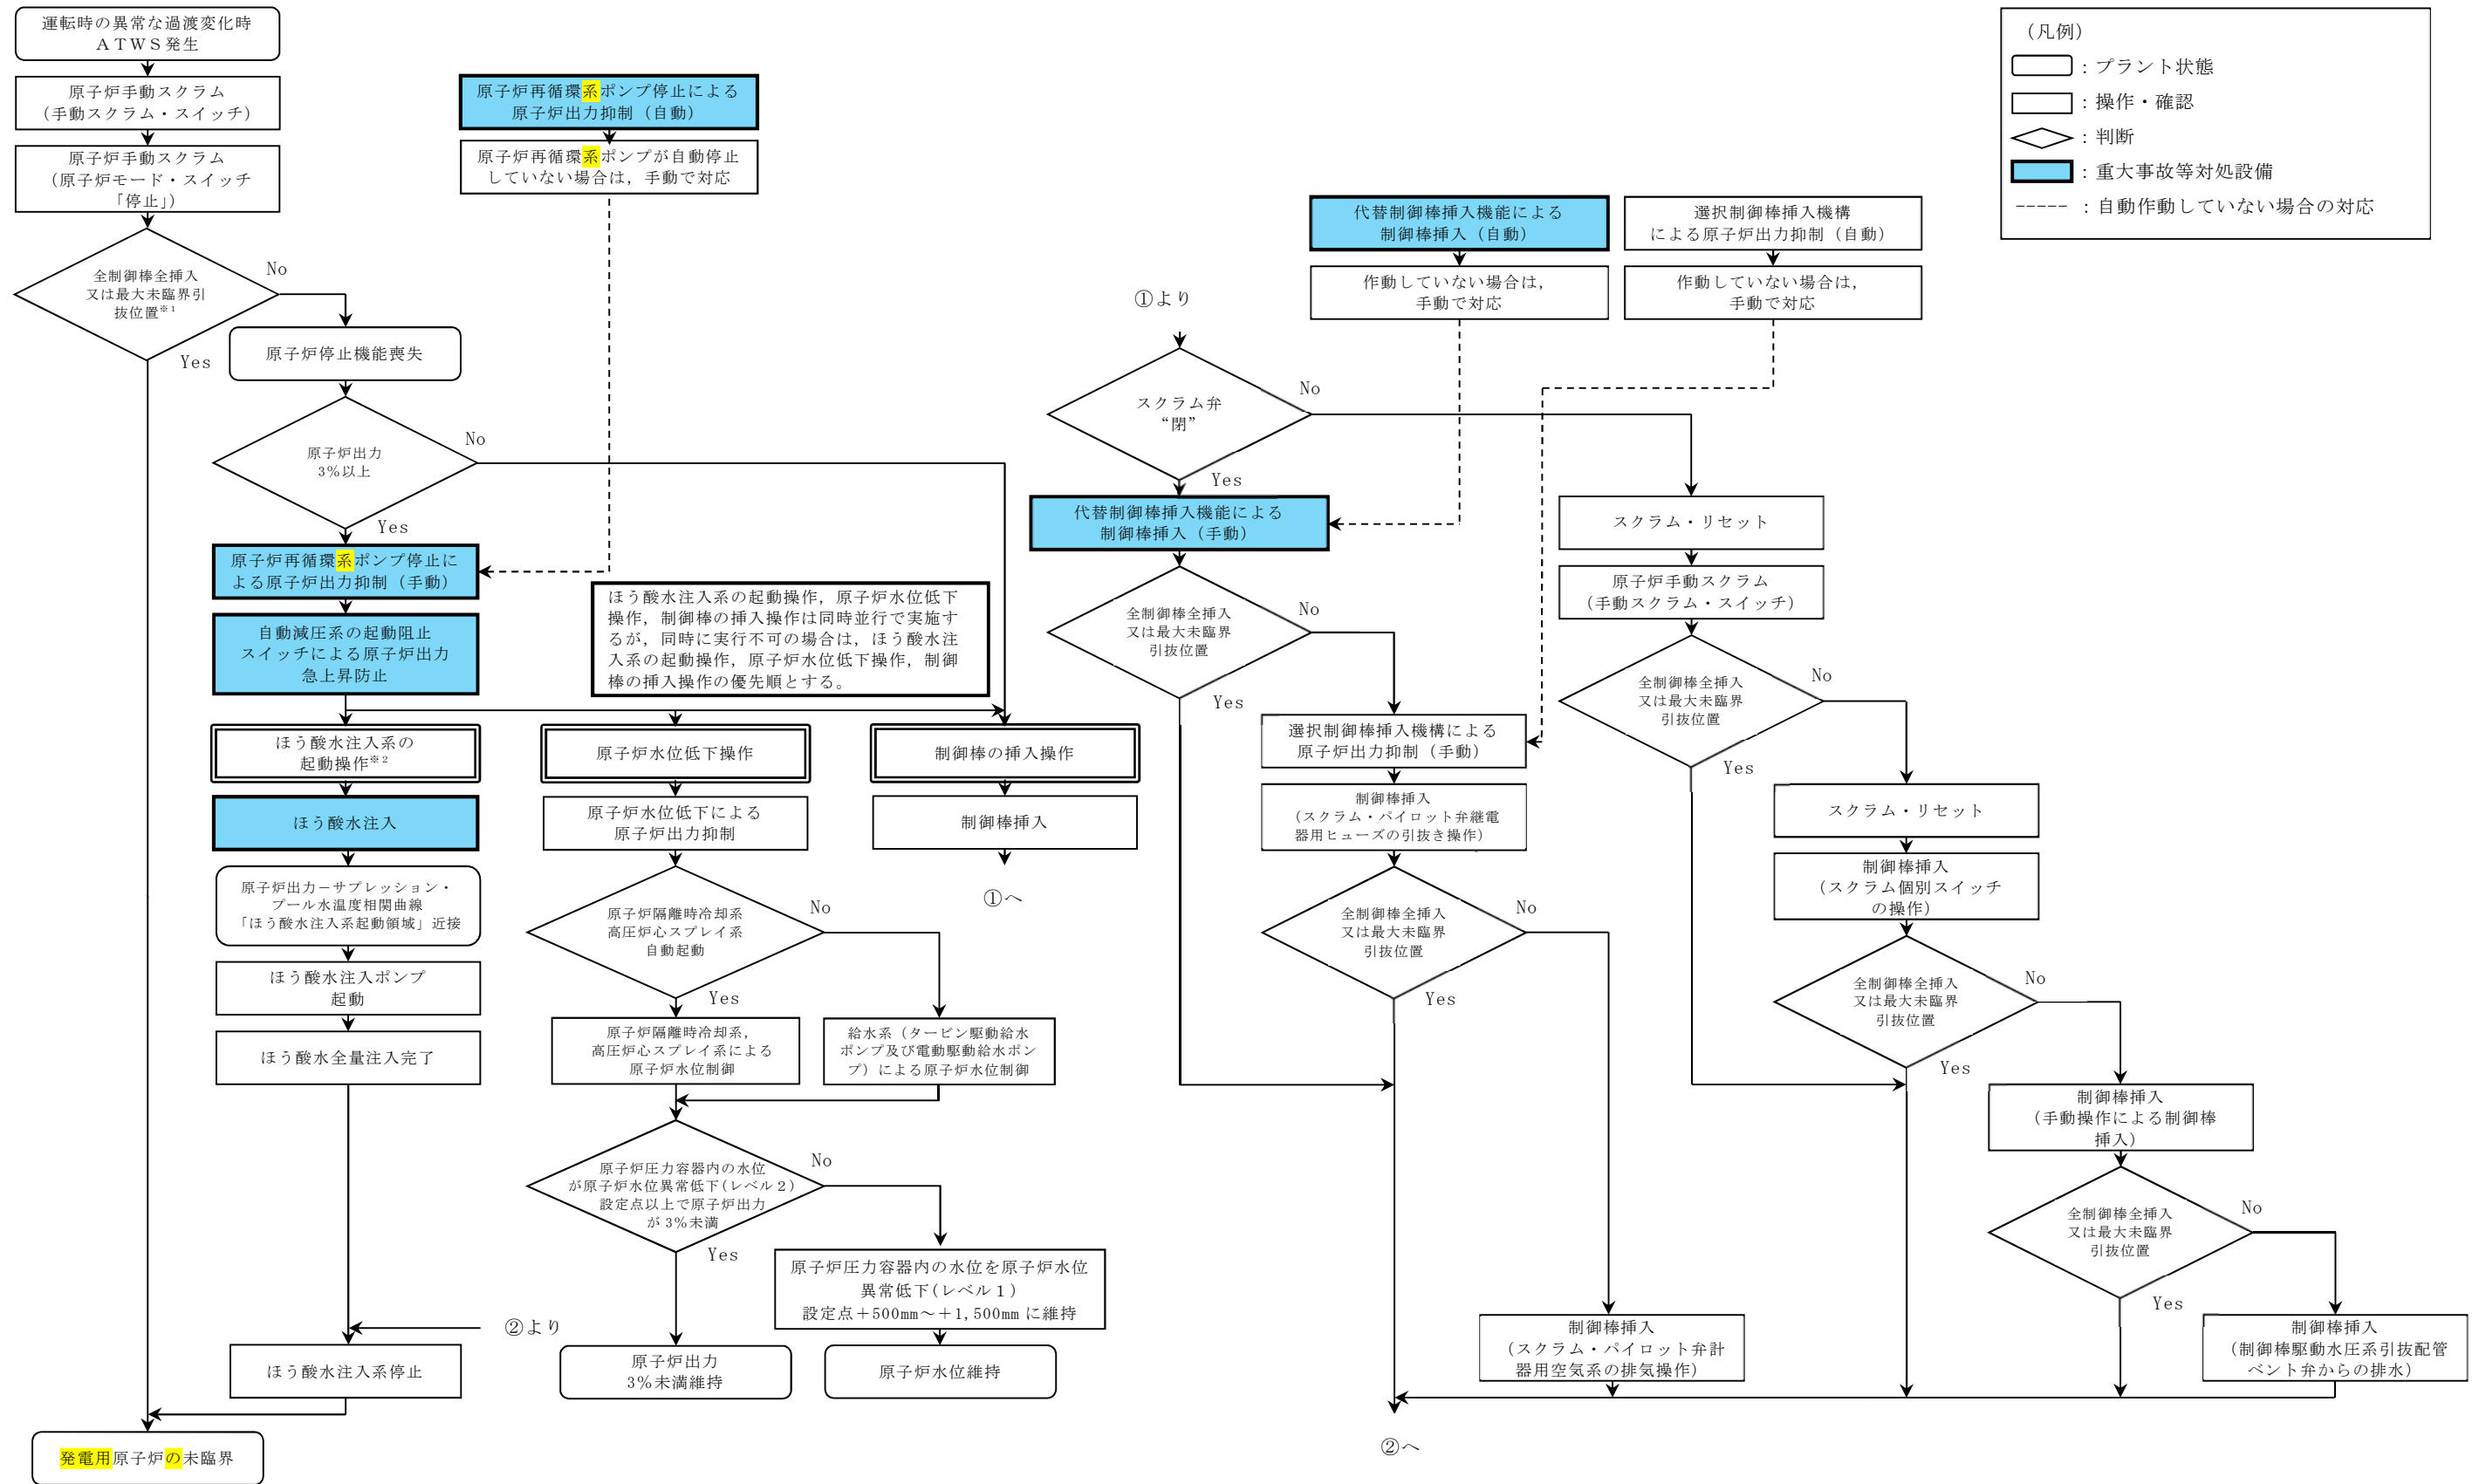 運転時の異常な過渡変化時
ＡＴＷＳ発生
原子炉手動スクラム
（手動スクラム・スイッチ）
原子炉手動スクラム
（原子炉モード・スイッチ
「停止」）
全制御棒全挿入
又は最大未臨界引
抜位置※1
No
Yes
原子炉停止機能喪失
原子炉出力
3％以上
No
Yes
原子炉再循環系ポンプ停止による
原子炉出力抑制（自動）
原子炉再循環系ポンプが自動停止
していない場合は，手動で対応
原子炉再循環系ポンプ停止に
よる原子炉出力抑制（手動）
自動減圧系の起動阻止
スイッチによる原子炉出力
急上昇防止
ほう酸水注入系の起動操作，原子炉水位低下
操作，制御棒の挿入操作は同時並行で実施す
るが，同時に実行不可の場合は，ほう酸水注
入系の起動操作，原子炉水位低下操作，制御
棒の挿入操作の優先順とする。
ほう酸水注入系の
起動操作※2
ほう酸水注入
原子炉出力－サプレッション・
プール水温度相関曲線
「ほう酸水注入系起動領域」近接
ほう酸水注入ポンプ
起動
ほう酸水全量注入完了
②より
ほう酸水注入系停止
発電用原子炉の未臨界
原子炉水位低下操作
原子炉水位低下による
原子炉出力抑制
原子炉隔離時冷却系
高圧炉心スプレイ系
自動起動
No
Yes
原子炉隔離時冷却系，
高圧炉心スプレイ系による
原子炉水位制御
給水系（タービン駆動給水
ポンプ及び電動駆動給水ポン
プ）による原子炉水位制御
原子炉圧力容器内の水位
が原子炉水位異常低下(レベル２)
設定点以上で原子炉出力
が 3％未満
No
Yes
原子炉圧力容器内の水位を原子炉水位
異常低下(レベル１)
設定点＋500mm～＋1,500mm に維持
原子炉出力
3％未満維持
原子炉水位維持
制御棒の挿入操作
制御棒挿入
①へ
①より
スクラム弁
“閉”
No
Yes
代替制御棒挿入機能による
制御棒挿入（自動）
作動していない場合は，
手動で対応
選択制御棒挿入機構
による原子炉出力抑制（自動）
作動していない場合は，
手動で対応
代替制御棒挿入機能による
制御棒挿入（手動）
全制御棒全挿入
又は最大未臨界
引抜位置
No
Yes
選択制御棒挿入機構による
原子炉出力抑制（手動）
制御棒挿入
（スクラム・パイロット弁継電
器用ヒューズの引抜き操作）
全制御棒全挿入
又は最大未臨界
引抜位置
No
Yes
制御棒挿入
（スクラム・パイロット弁計
器用空気系の排気操作）
スクラム・リセット
原子炉手動スクラム
（手動スクラム・スイッチ）
全制御棒全挿入
又は最大未臨界
引抜位置
No
Yes
スクラム・リセット
制御棒挿入
（スクラム個別スイッチ
の操作）
全制御棒全挿入
又は最大未臨界
引抜位置
No
Yes
制御棒挿入
（手動操作による制御棒
挿入）
全制御棒全挿入
又は最大未臨界
引抜位置
No
Yes
制御棒挿入
（制御棒駆動水圧系引抜配管
ベント弁からの排水）
②へ
（凡例）
：プラント状態
：操作・確認
：判断
：重大事故等対処設備
：自動作動していない場合の対応